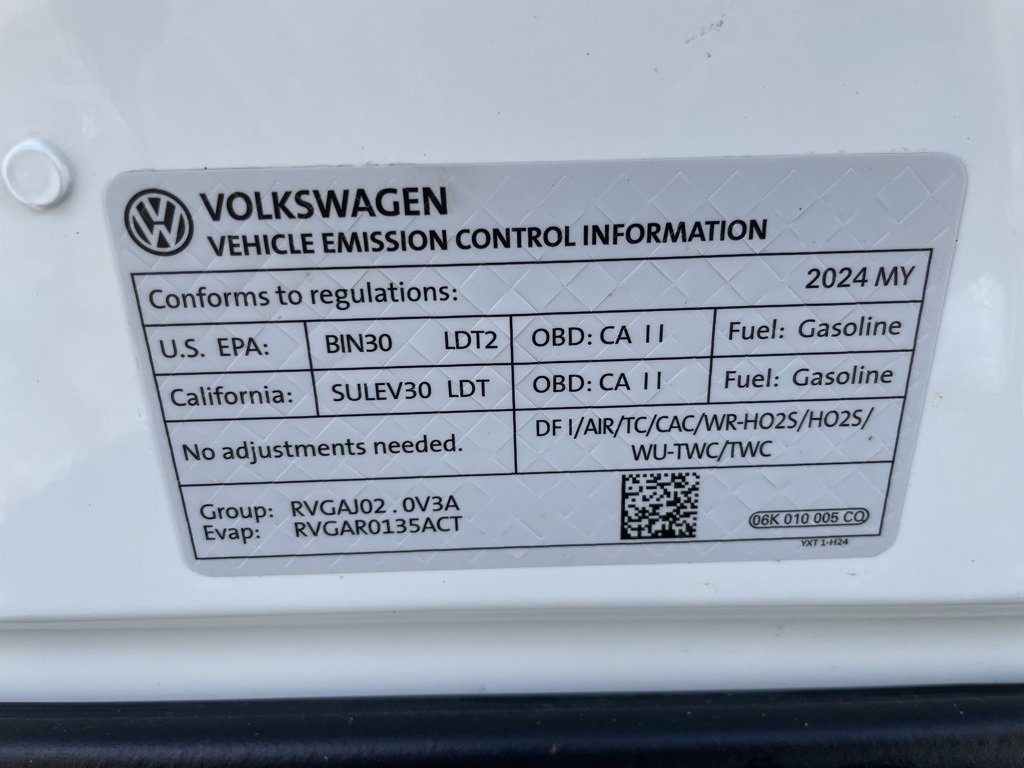 VOLKSWAGEN
VEHICLE EMISSION CONTROL INFORMATION
Conforms to regulations: 2024 MY
U.S. EPA: BIN30 LDT2 OBD: CA II Fuel: Gasoline
California: SULEV30 LDT OBD: CA II Fuel: Gasoline
No adjustments needed.
DFI/AIR/TC/CAC/WR-HO2S/HO2S/
WU-TWC/TWC
Group: RVGAJ02.0V3A
Evap: RVGAR0135ACT
06K 010 005 CQ
YXT 1-H24